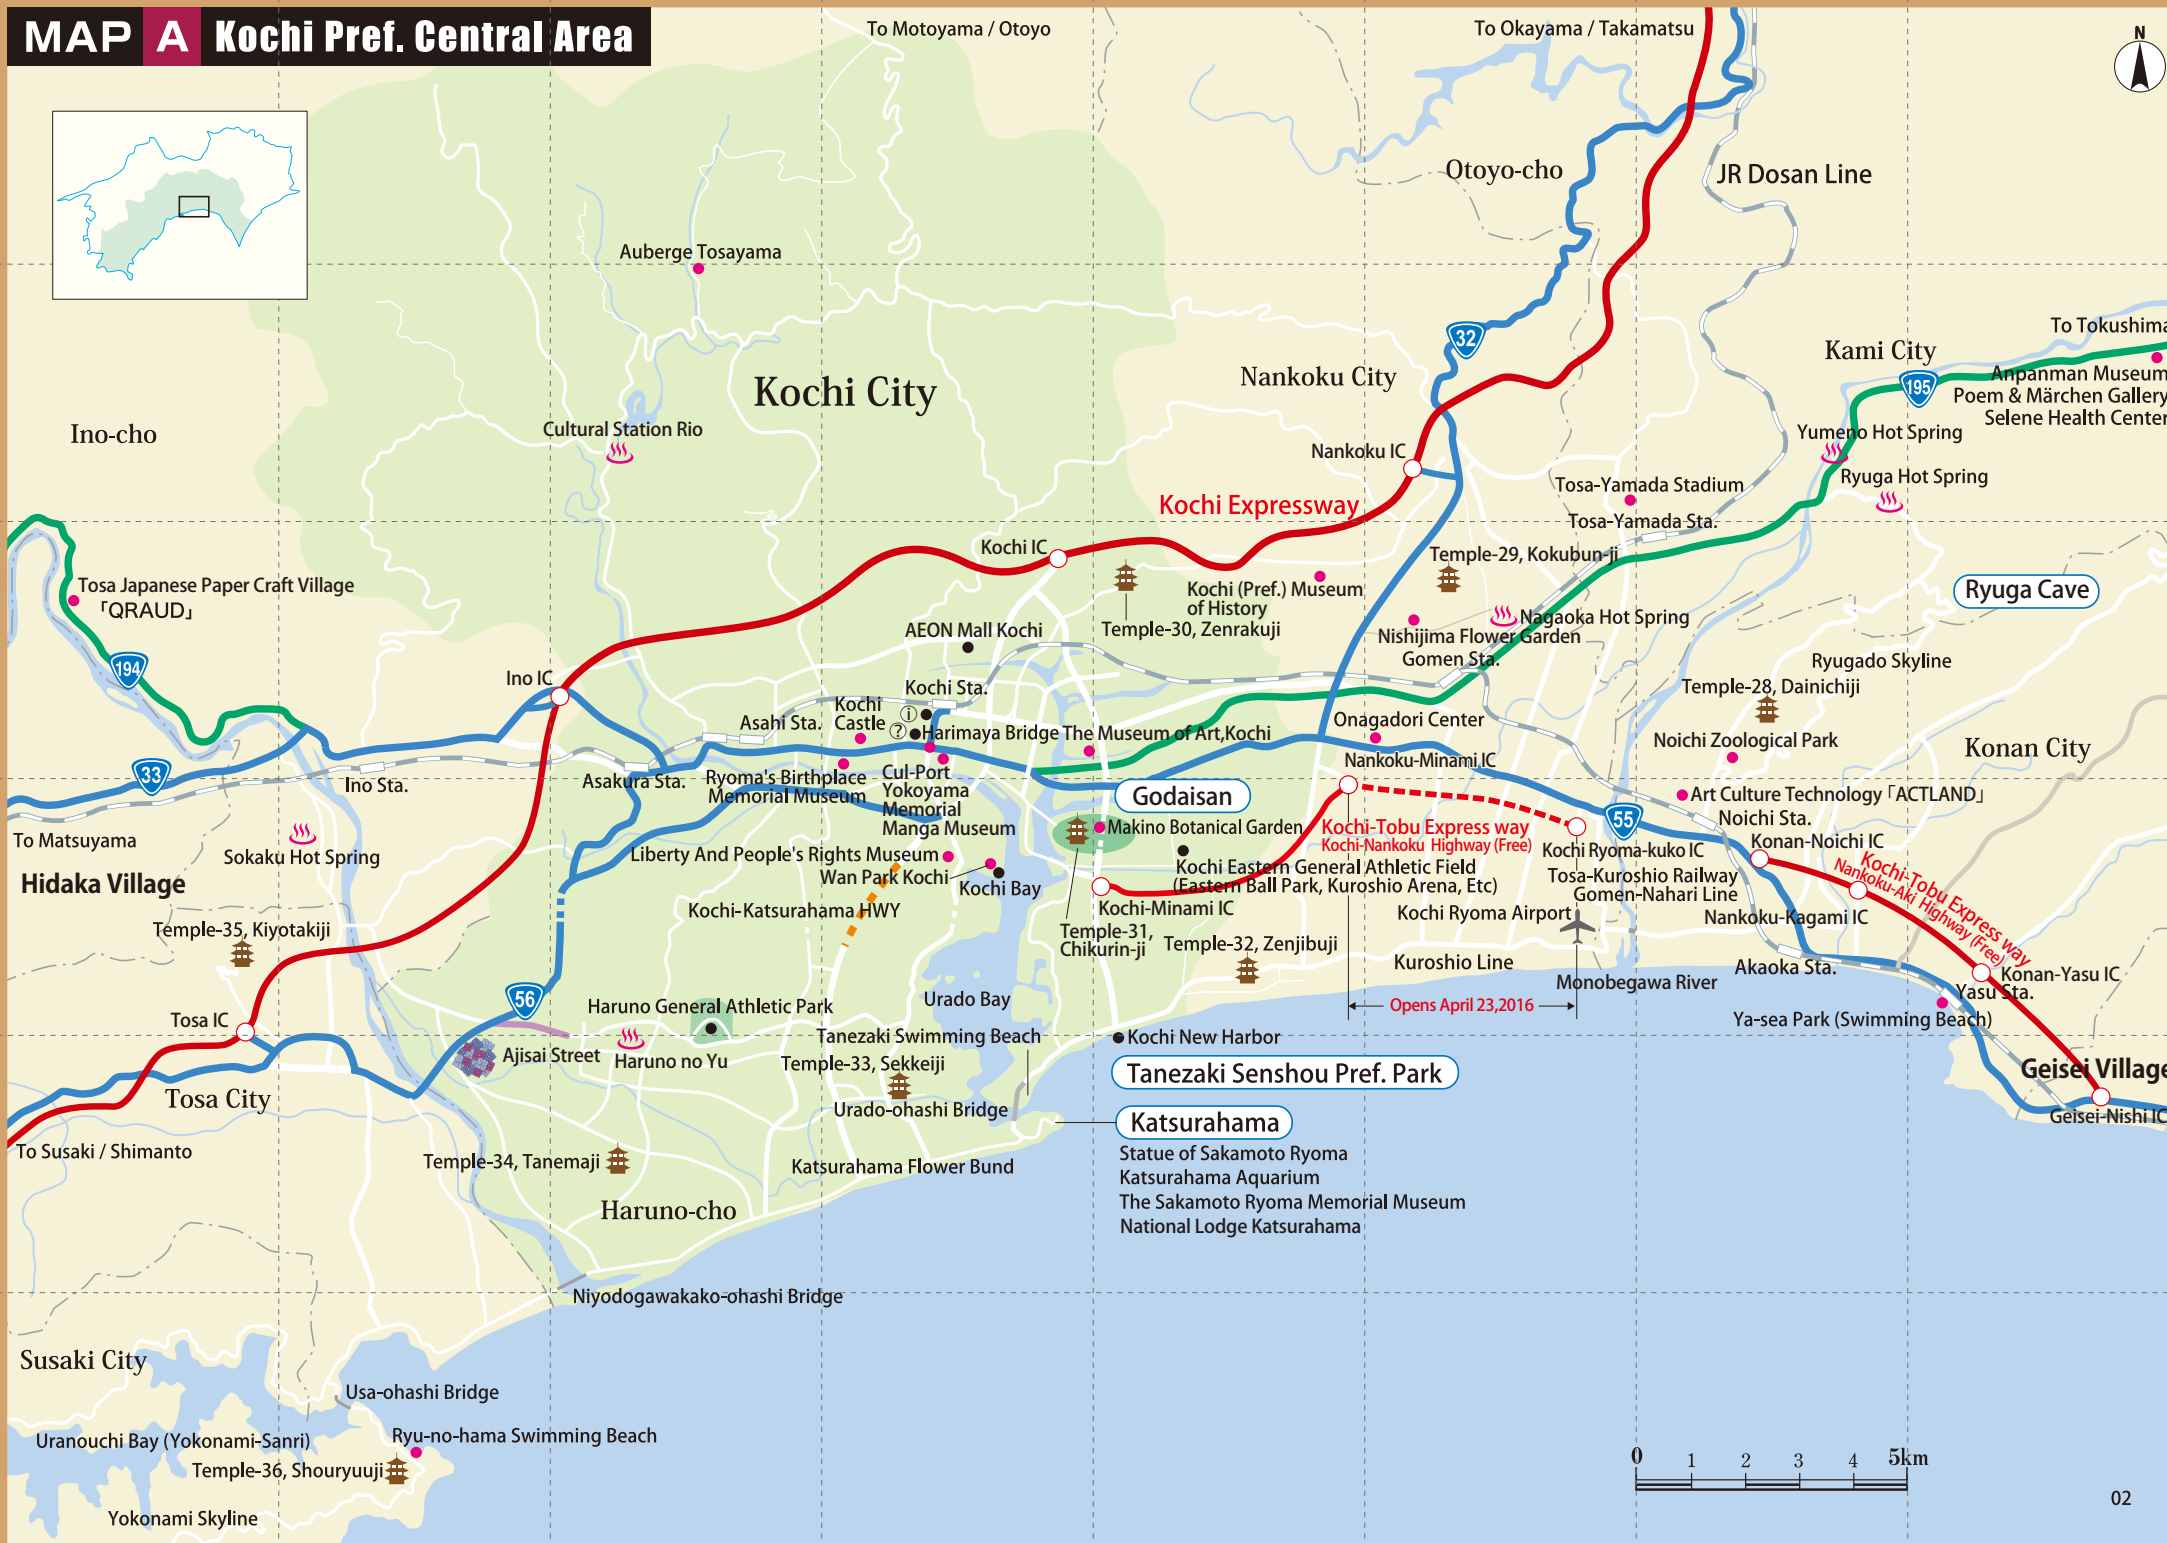 MAP A Kochi Pref. Central Area
To Motoyama / Otoyo
To Okayama / Takamatsu
N
Otoyo-cho
JR Dosan Line
Auberge Tosayama
32
To Tokushima
Kami City
195
Anpanman Museum
Poem & Märchen Gallery
Selene Health Center
Nankoku City
Kochi City
Ino-cho
Cultural Station Rio
Yumeno Hot Spring
Nankoku IC
Ryuga Hot Spring
Tosa-Yamada Stadium
Kochi Expressway
Tosa-Yamada Sta.
Kochi IC
Temple-29, Kokubun-ji
Tosa Japanese Paper Craft Village
「QRAUD」
Kochi (Pref.) Museum
of History
Ryuga Cave
Temple-30, Zenrakuji
AEON Mall Kochi
Nagaoka Hot Spring
Nishijima Flower Garden
Gomen Sta.
194
Ryugado Skyline
Ino IC
Kochi Sta.
Temple-28, Dainichiji
Kochi
Castle
Asahi Sta.
i
?
Harimaya Bridge
The Museum of Art,Kochi
Onagadori Center
Noichi Zoological Park
Konan City
33
Ino Sta.
Asakura Sta.
Ryoma's Birthplace
Memorial Museum
Cul-Port
Yokoyama
Memorial
Manga Museum
Nankoku-Minami IC
Godaisan
Art Culture Technology「ACTLAND」
Noichi Sta.
55
Konan-Noichi IC
Makino Botanical Garden
Kochi-Tobu Express way
Kochi-Nankoku Highway (Free)
To Matsuyama
Sokaku Hot Spring
Liberty And People's Rights Museum
Wan Park Kochi
Kochi Bay
Kochi Eastern General Athletic Field
(Eastern Ball Park, Kuroshio Arena, Etc)
Kochi Ryoma-kuko IC
Tosa-Kuroshio Railway
Gomen-Nahari Line
Kochi-Tobu Express way
Nankoku-Aki Highway (Free)
Hidaka Village
Kochi-Katsurahama HWY
Kochi-Minami IC
Kochi Ryoma Airport
Nankoku-Kagami IC
Temple-35, Kiyotakiji
Temple-31,
Chikurin-ji
Temple-32, Zenjibuji
Kuroshio Line
Akaoka Sta.
Konan-Yasu IC
Monobegawa River
Yasu Sta.
56
Haruno General Athletic Park
Urado Bay
Opens April 23,2016
Ya-sea Park (Swimming Beach)
Tosa IC
Tanezaki Swimming Beach
Kochi New Harbor
Ajisai Street
Haruno no Yu
Temple-33, Sekkeiji
Tanezaki Senshou Pref. Park
Geisei Village
Tosa City
Urado-ohashi Bridge
Geisei-Nishi IC
Katsurahama
To Susaki / Shimanto
Statue of Sakamoto Ryoma
Katsurahama Aquarium
The Sakamoto Ryoma Memorial Museum
National Lodge Katsurahama
Temple-34, Tanemaji
Katsurahama Flower Bund
Haruno-cho
Niyodogawakako-ohashi Bridge
Susaki City
Usa-ohashi Bridge
Uranouchi Bay (Yokonami-Sanri)
Ryu-no-hama Swimming Beach
Temple-36, Shouryuuji
Yokonami Skyline
0 1 2 3 4 5km
02